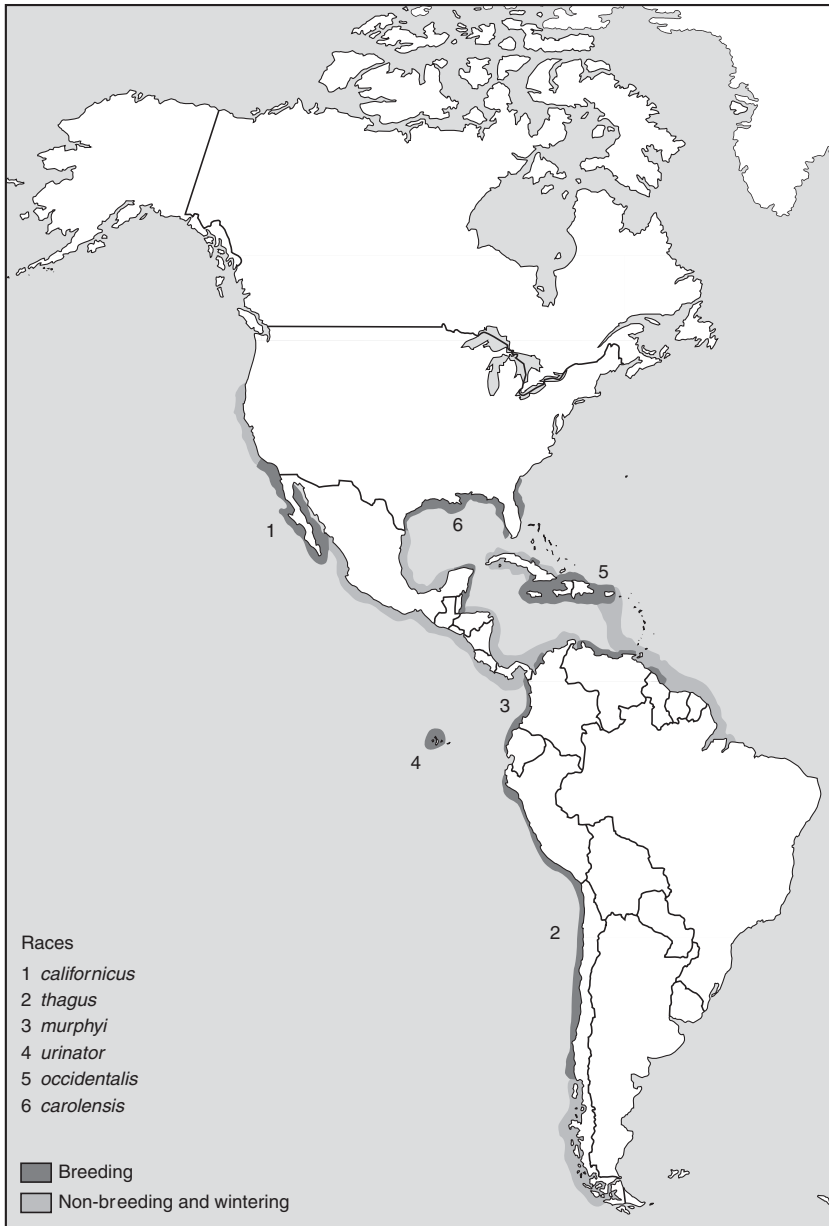 1
6
5
3
4
2
Races
1 californicus
2 thagus
3 murphyi
4 urinator
5 occidentalis
6 carolensis
Breeding
Non-breeding and wintering